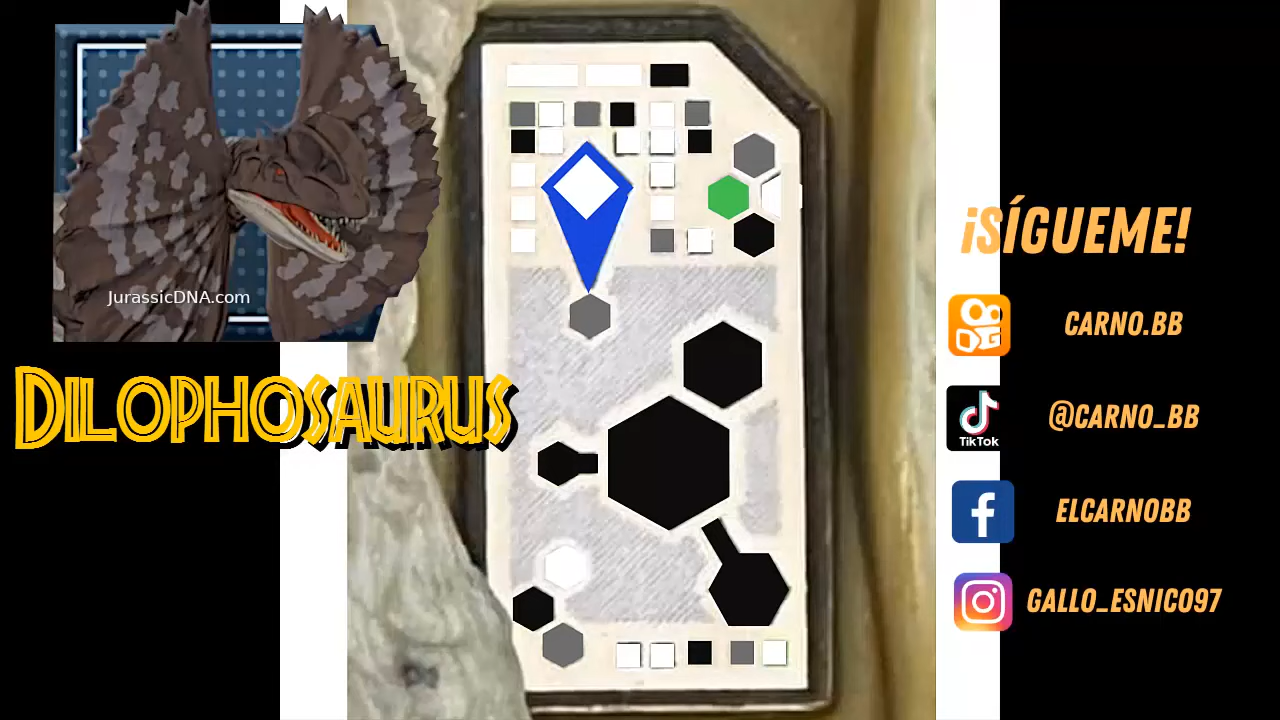 JurassicDNA.com
DILOPHOSAURUS
¡SÍGUEME!
CARNO.BB
TikTok
@CARNO_BB
ELCARNOBB
GALLO_ESNICO97